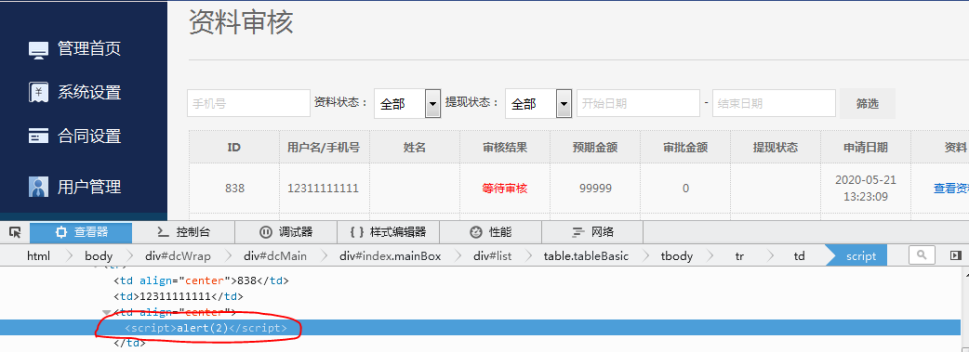 资料审核
管理首页
系统设置
合同设置
用户管理
手机号 资料状态： 全部 提现状态： 全部 开始日期 - 结束日期 筛选
ID 用户名/手机号 姓名 审核结果 预期金额 审批金额 提现状态 申请日期 资料
838 12311111111 等待审核 99999 0 2020-05-21 查看资
13:23:09
查看器 控制台 调试器 { } 样式编辑器 性能 网络
html body div#dcWrap div#dcMain div#index.mainBox div#list table.tableBasic tbody tr td script
<td align="center">838</td>
<td>12311111111</td>
<td align="center">
<script>alert(2)</script>
</td>